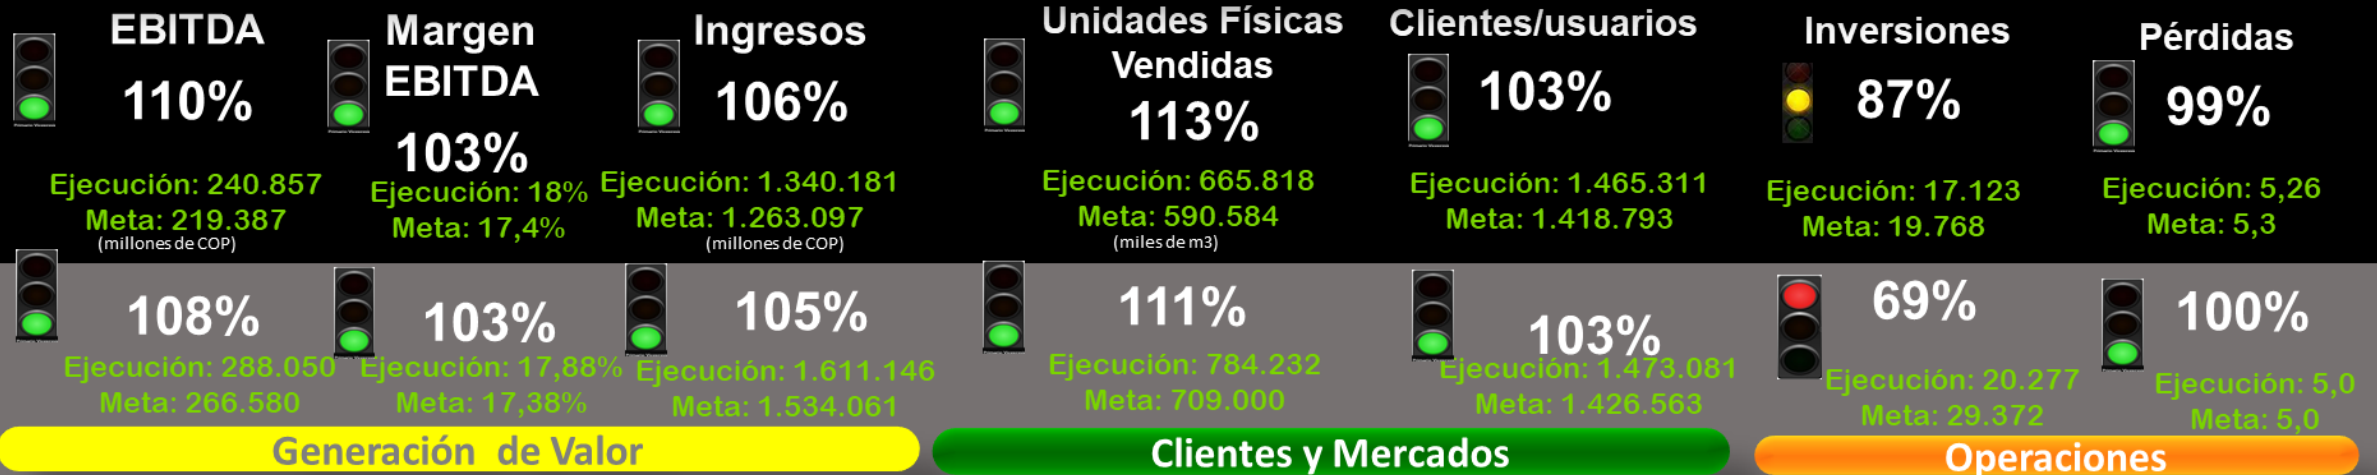 EBITDA
110%
Ejecución: 240.857
Meta: 219.387
(millones de COP)
Margen
EBITDA
103%
Ejecución: 18%
Meta: 17,4%
Ingresos
106%
Ejecución: 1.340.181
Meta: 1.263.097
(millones de COP)
Unidades Físicas
Vendidas
113%
Ejecución: 665.818
Meta: 590.584
(miles de m3)
Clientes/usuarios
103%
Ejecución: 1.465.311
Meta: 1.418.793
Inversiones
87%
Ejecución: 17.123
Meta: 19.768
Pérdidas
99%
Ejecución: 5,26
Meta: 5,3
108%
Ejecución: 288.050
Meta: 266.580
103%
Ejecución: 17,88%
Meta: 17,38%
105%
Ejecución: 1.611.146
Meta: 1.534.061
111%
Ejecución: 784.232
Meta: 709.000
103%
Ejecución: 1.473.081
Meta: 1.426.563
69%
Ejecución: 20.277
Meta: 29.372
100%
Ejecución: 5,0
Meta: 5,0
Generación de Valor
Clientes y Mercados
Operaciones